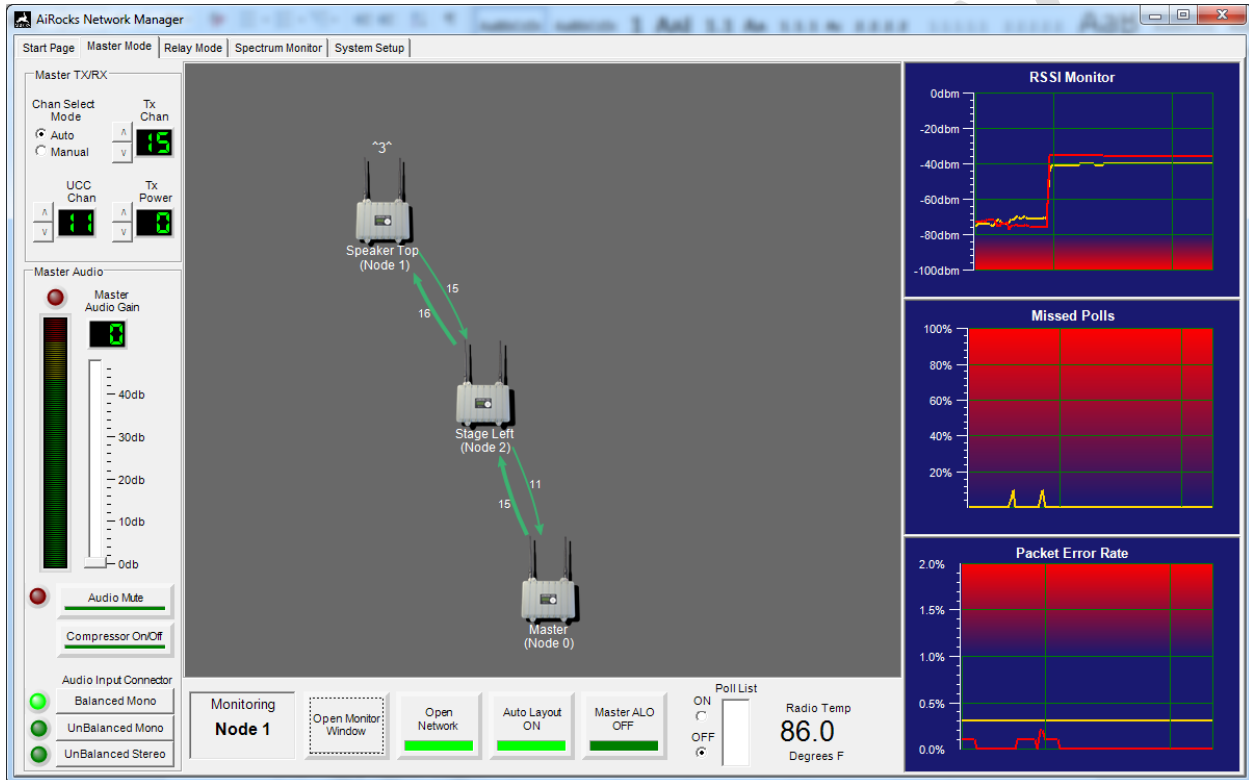 AiRocks Network Manager
Start Page
Master Mode
Relay Mode
Spectrum Monitor
System Setup
Master TX/RX
Chan Select
Mode
Auto
Manual
Tx
Chan
15
UCC
Chan
11
Tx
Power
0
Master Audio
Master
Audio Gain
0
40db
30db
20db
10db
0db
Audio Mute
Compressor On/Off
Audio Input Connector
Balanced Mono
UnBalanced Mono
UnBalanced Stereo
^3^
Speaker Top
(Node 1)
15
16
Stage Left
(Node 2)
11
15
Master
(Node 0)
Monitoring
Node 1
Open Monitor
Window
Open
Network
Auto Layout
ON
Master ALO
OFF
Poll List
ON
OFF
Radio Temp
86.0
Degrees F
RSSI Monitor
0dbm
-20dbm
-40dbm
-60dbm
-80dbm
-100dbm
Missed Polls
100%
80%
60%
40%
20%
Packet Error Rate
2.0%
1.5%
1.0%
0.5%
0.0%